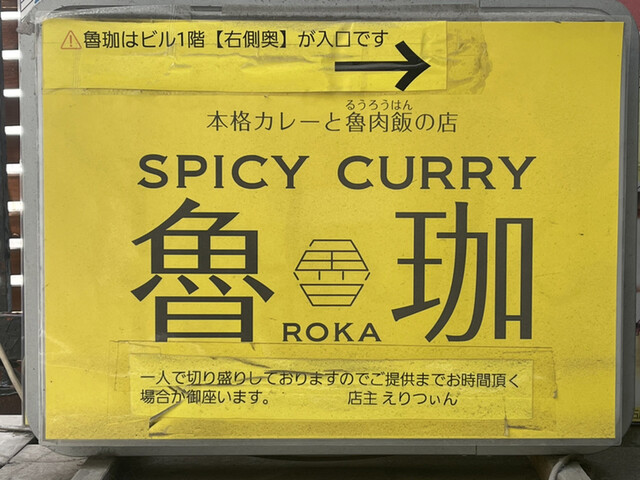 ⚠魯珈はビル1階【右側奥】が入口です
るうろうはん
本格カレーと魯肉飯の店
SPICY CURRY
魯珈
ROKA
一人で切り盛りしておりますのでご提供までお時間頂く
場合が御座います。 店主 えりつぃん